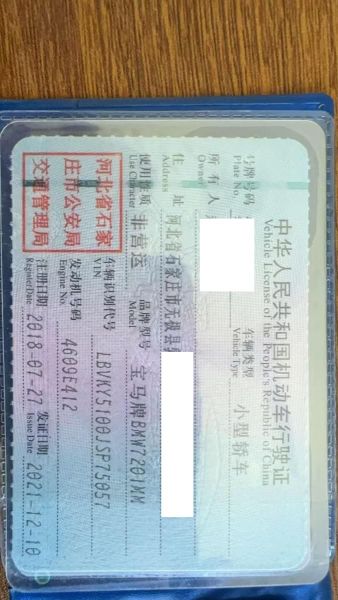 中华人民共和国机动车行驶证
Vehicle License of the People's Republic of China
号牌号码
Plate No.
车辆类型 小型轿车
Vehicle Type
所有人
Owner
住址 河北省石家庄市无极县
Address
使用性质 非营运 品牌型号 宝马牌BMW7201MM
Use Character Model
河北省石家
庄市公安局
交通管理局
车辆识别代号 LBVKY5100JSP75057
VIN
发动机号码 4609E412
Engine No.
注册日期 2018-07-27 发证日期 2021-12-10
Register Date Issue Date